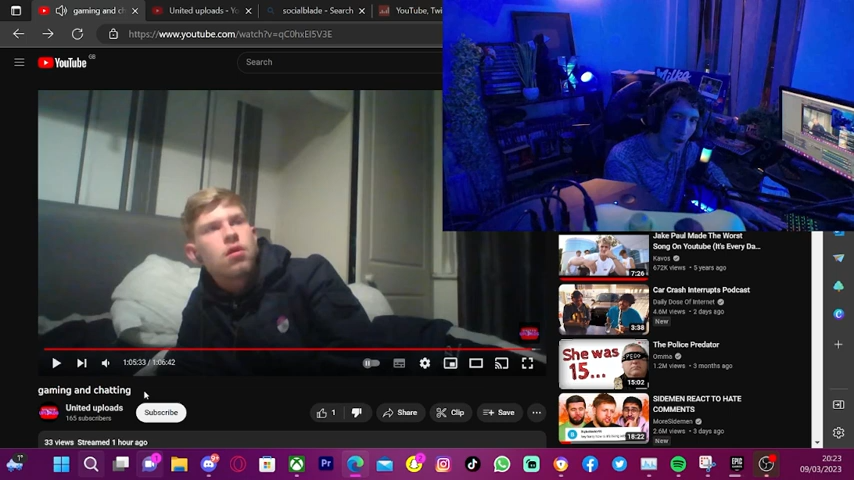 gaming and ch
United uploads - Yo
socialblade - Search
YouTube, Twi
https://www.youtube.com/watch?v=qC0hxEI5V3E
YouTube GB
Search
Milko
1:05:33 / 1:06:42
gaming and chatting
United uploads
165 subscribers
Subscribe
1
Share
Clip
Save
33 views Streamed 1 hour ago
Jake Paul Made The Worst
Song On Youtube (It's Every Da...
Kavos
672K views • 5 years ago
7:26
Car Crash Interrupts Podcast
Daily Dose Of Internet
4.6M views • 2 days ago
New
3:38
The Police Predator
Omma
1.2M views • 3 months ago
She was
15...
15:02
SIDEMEN REACT TO HATE
COMMENTS
MoreSidemen
2.6M views • 3 days ago
New
18:22
1°
Pr
EPIC
20:23
09/03/2023